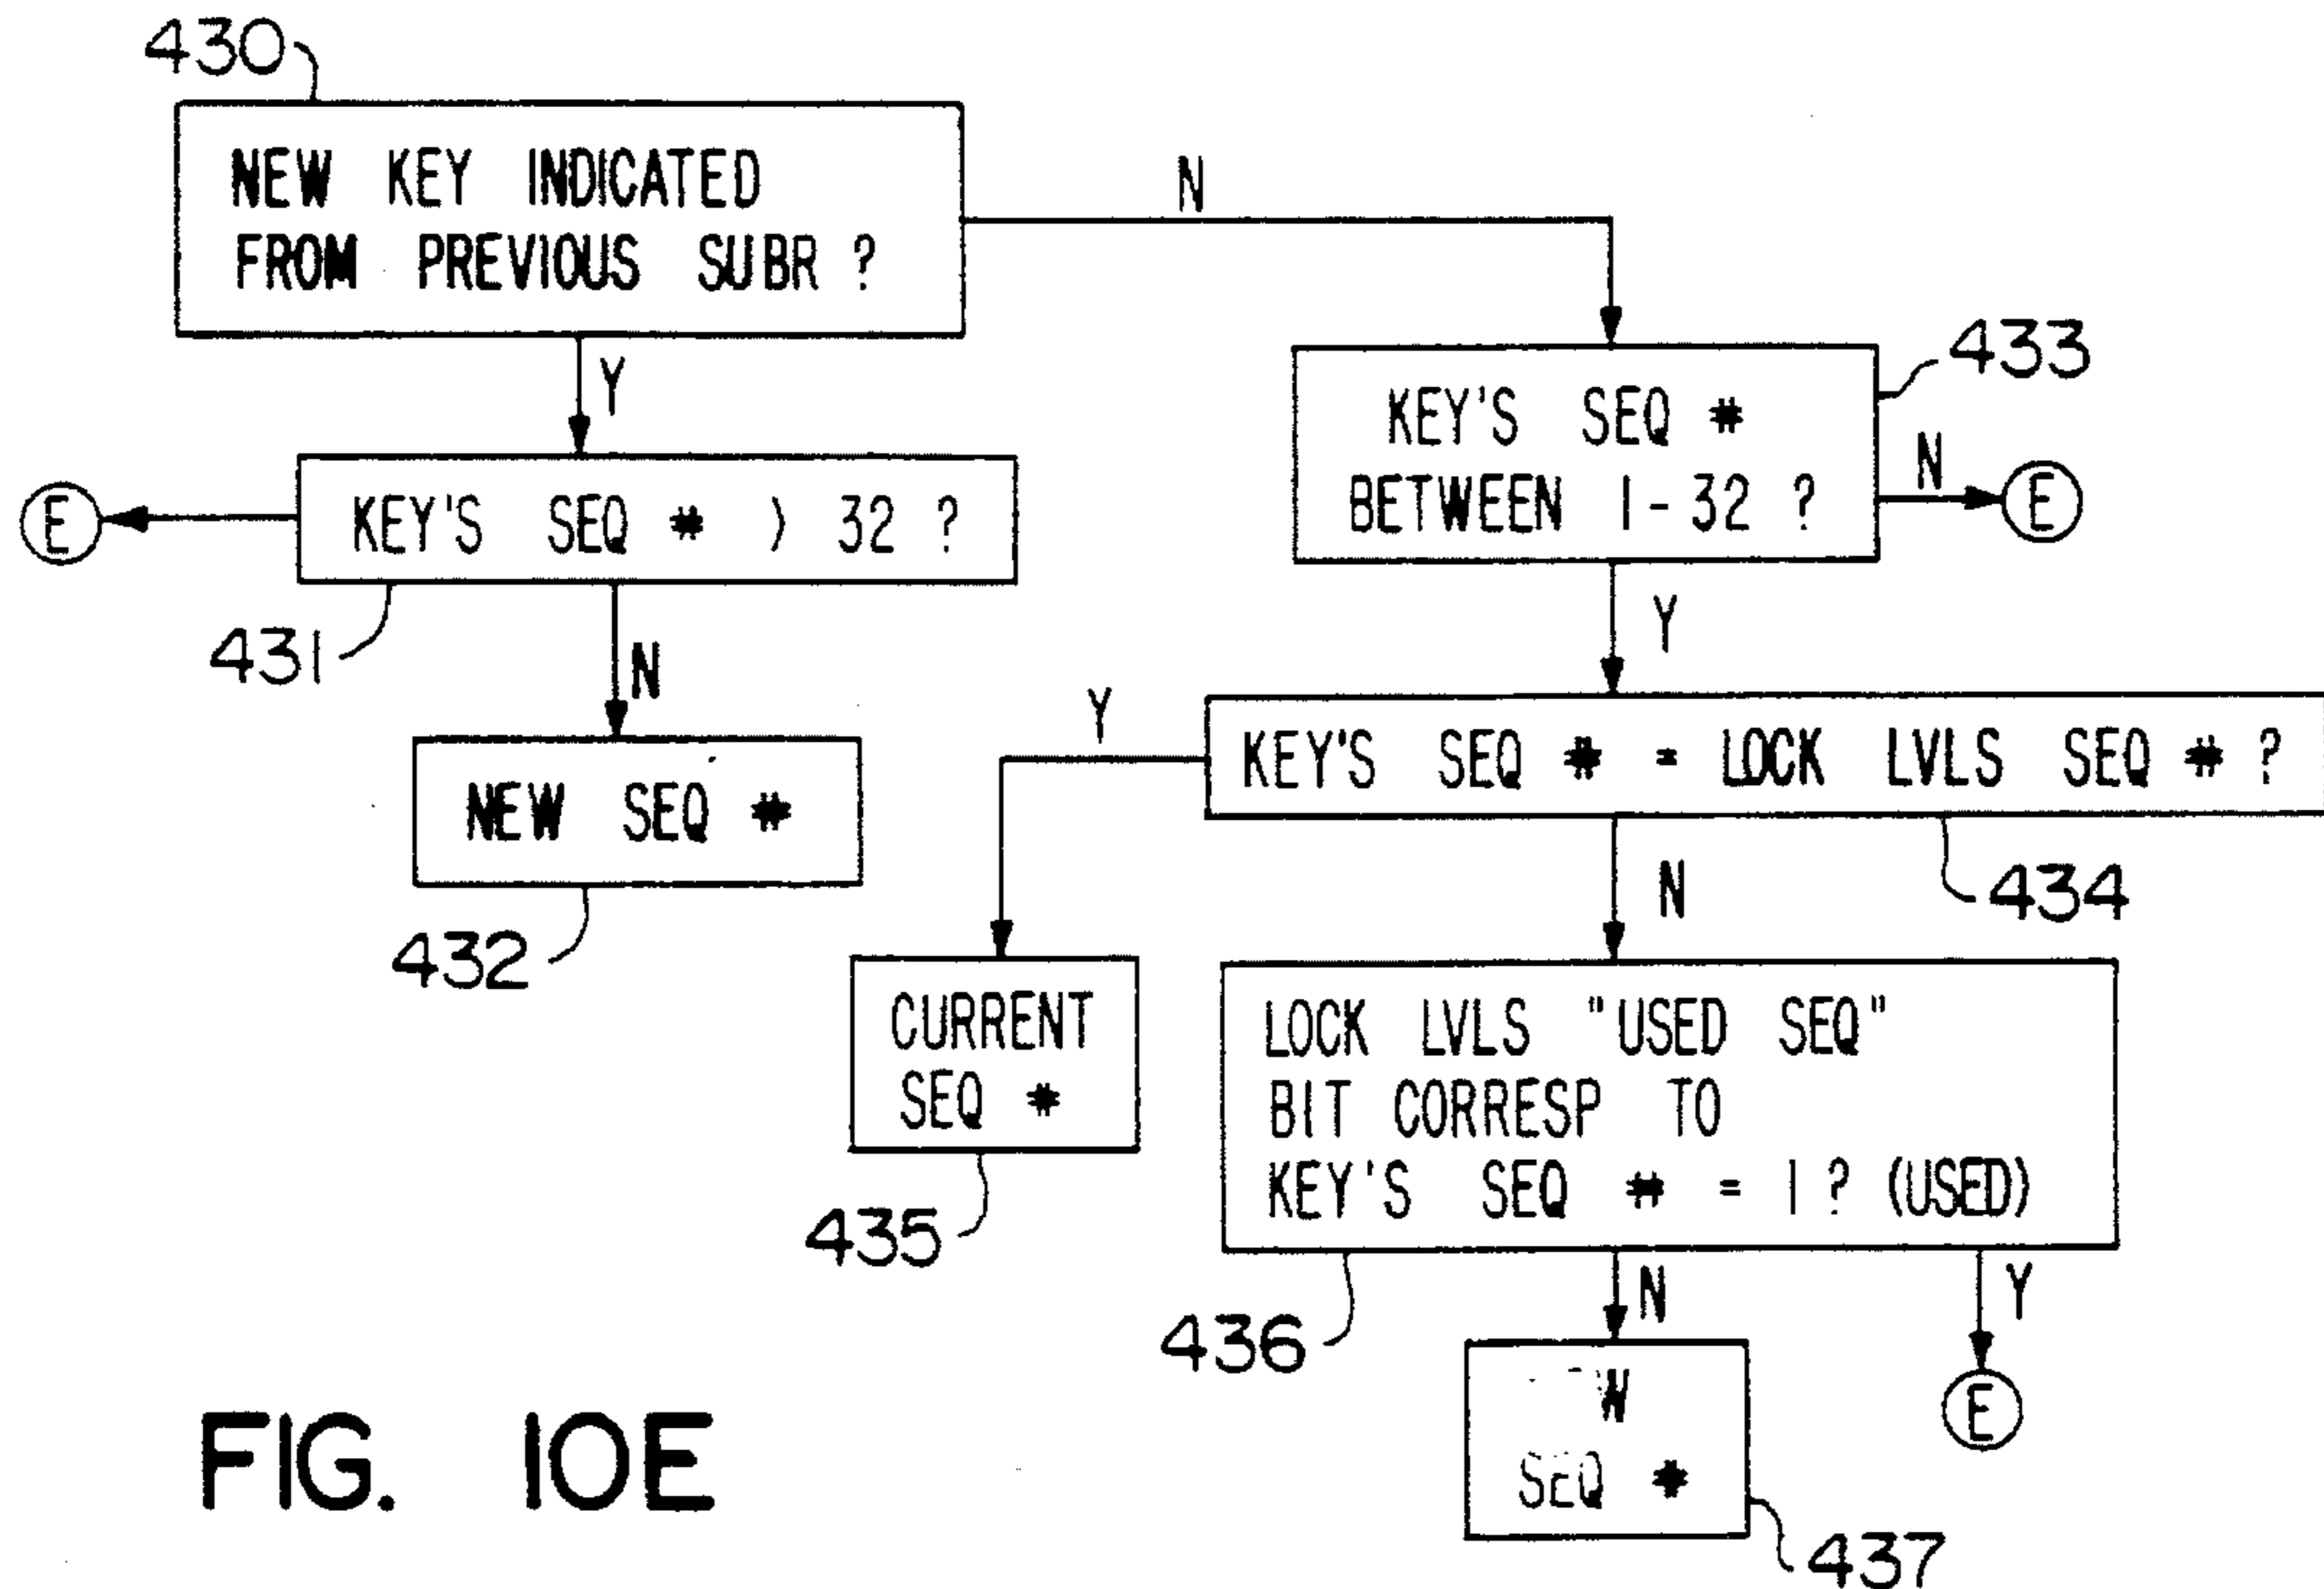 430
NEW KEY INDICATED
FROM PREVIOUS SUBR ?
N
Y
433
KEY'S SEQ #
BETWEEN 1-32 ?
N
E
E
KEY'S SEQ # ) 32 ?
431
N
Y
Y
KEY'S SEQ # = LOCK LVLS SEQ # ?
434
NEW SEQ #
432
N
CURRENT
SEQ #
435
LOCK LVLS "USED SEQ"
BIT CORRESP TO
KEY'S SEQ # = 1 ? (USED)
436
N
Y
E
SEQ #
437
FIG. 10E